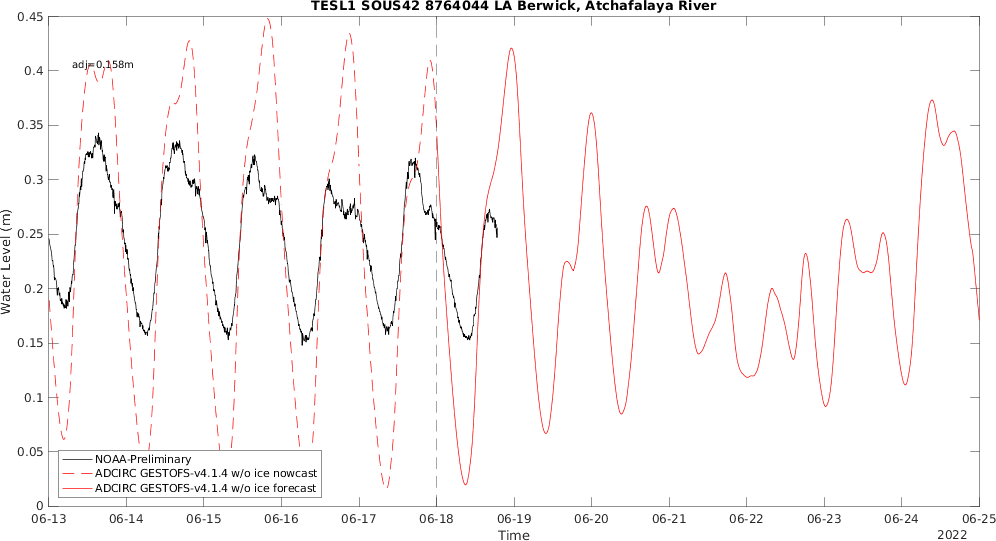 TESL1 SOUS42 8764044 LA Berwick, Atchafalaya River
0.45
0.4
0.35
0.3
0.25
0.2
0.15
0.1
0.05
0
Water Level (m)
adj=0.158m
NOAA-Preliminary
ADCIRC GESTOFS-v4.1.4 w/o ice nowcast
ADCIRC GESTOFS-v4.1.4 w/o ice forecast
06-13 06-14 06-15 06-16 06-17 06-18 06-19 06-20 06-21 06-22 06-23 06-24 06-25
Time
2022